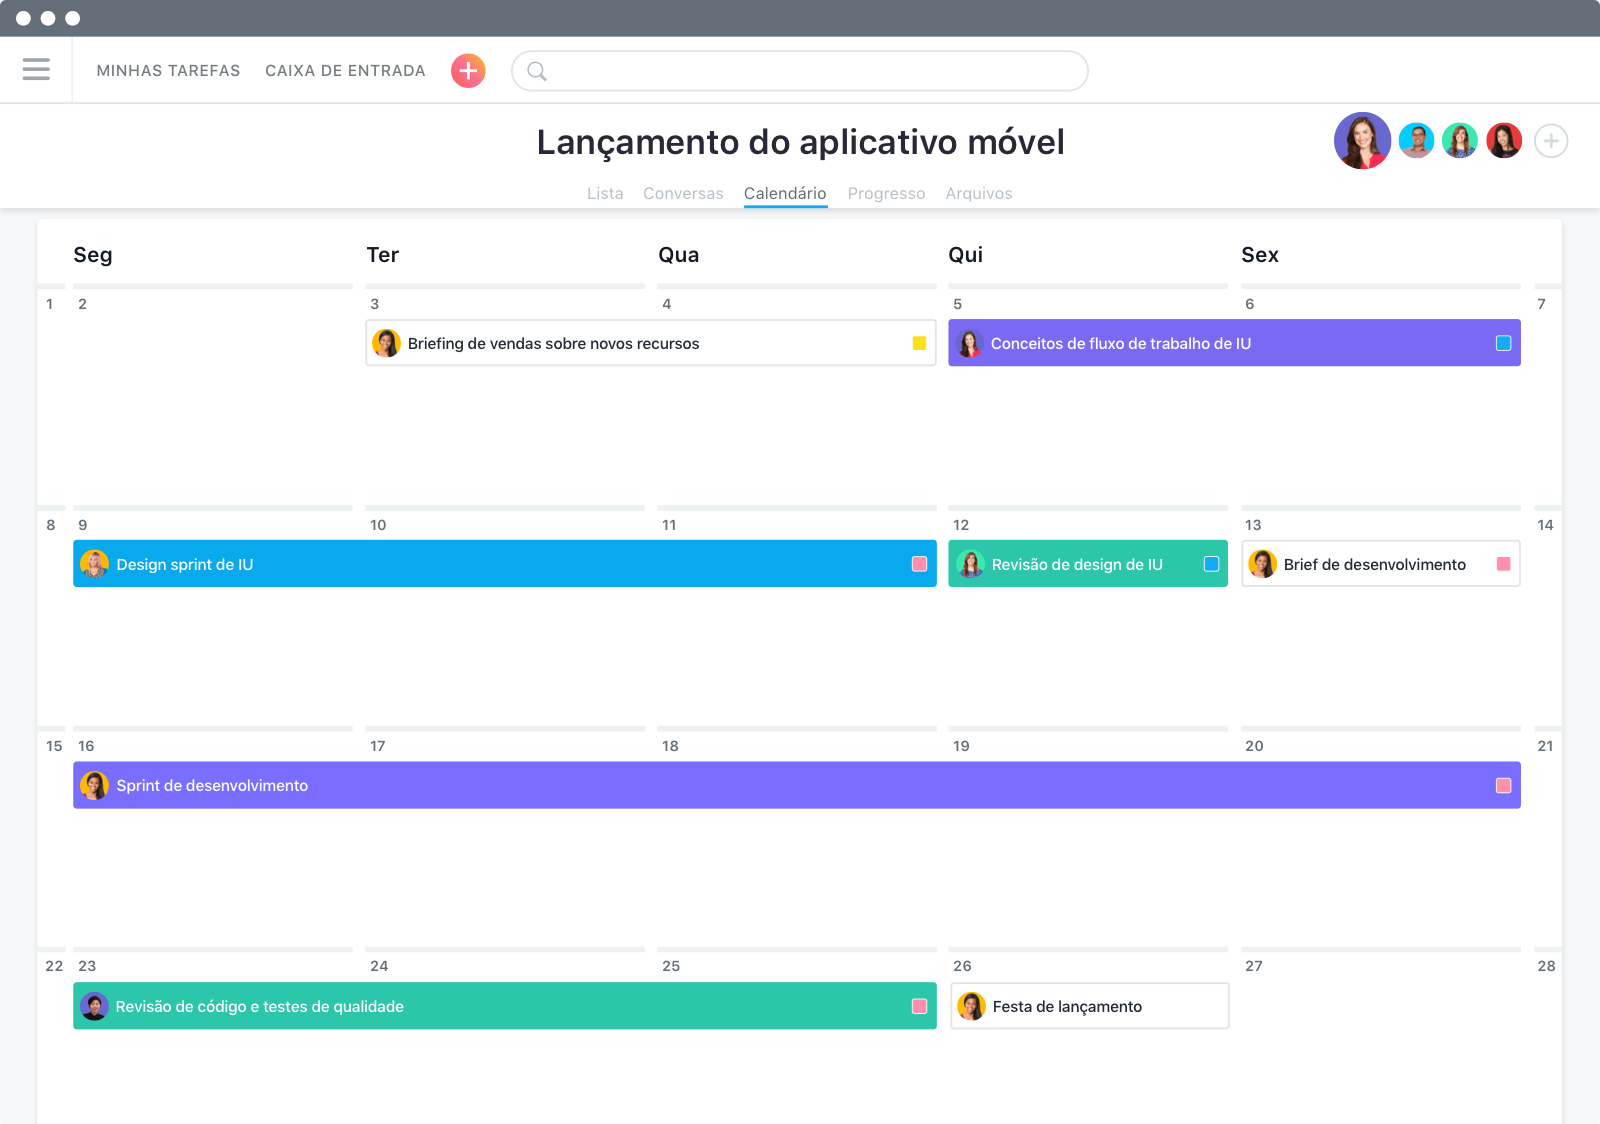 MINHAS TAREFAS CAIXA DE ENTRADA
Lançamento do aplicativo móvel
Lista Conversas Calendário Progresso Arquivos
Seg Ter Qua Qui Sex
1 2 3 4 5 6 7
Briefing de vendas sobre novos recursos Conceitos de fluxo de trabalho de IU
8 9 10 11 12 13 14
Design sprint de IU Revisão de design de IU Brief de desenvolvimento
15 16 17 18 19 20 21
Sprint de desenvolvimento
22 23 24 25 26 27 28
Revisão de código e testes de qualidade Festa de lançamento